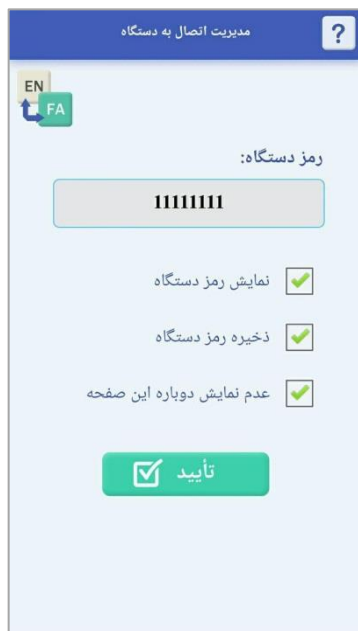 مدیریت اتصال به دستگاه
?
EN
FA
رمز دستگاه:
11111111
نمایش رمز دستگاه
ذخیره رمز دستگاه
عدم نمایش دوباره این صفحه
تأیید